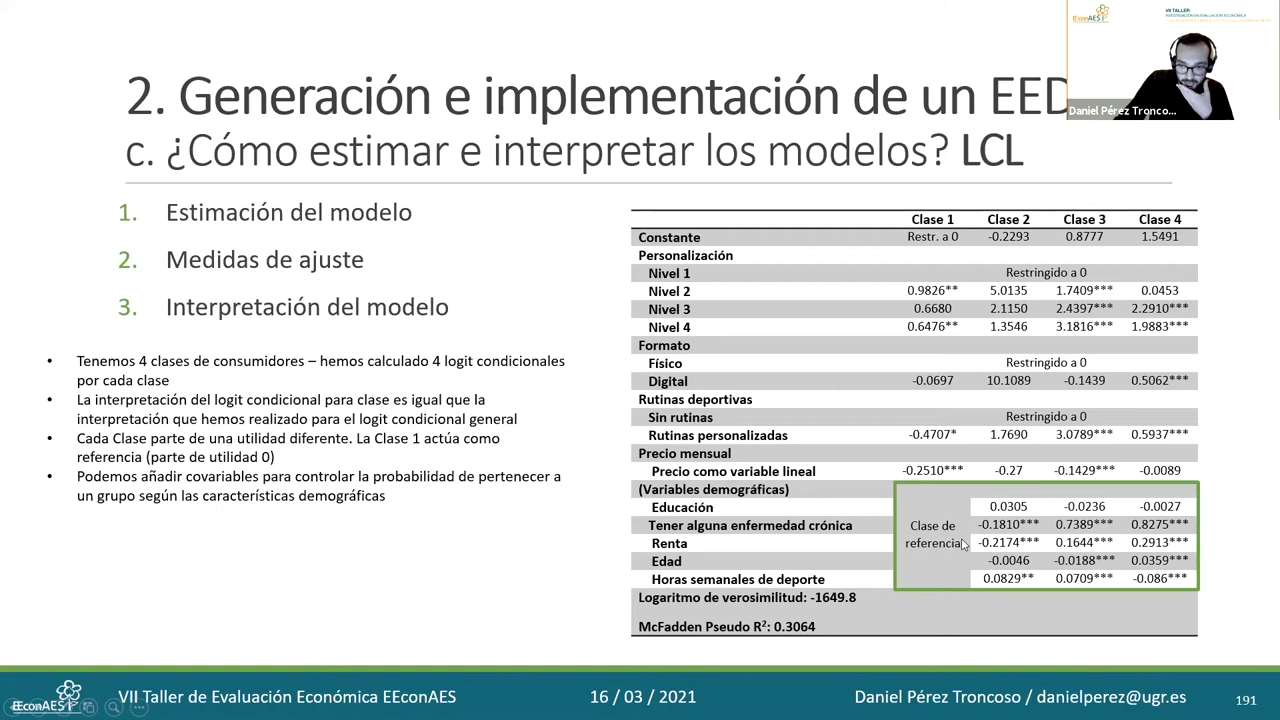 EEconAES
VII TALLER
INVESTIGACIÓN EN EVALUACIÓN ECONÓMICA
Daniel Pérez Tronco...
2. Generación e implementación de un EED
c. ¿Cómo estimar e interpretar los modelos? LCL
1. Estimación del modelo
2. Medidas de ajuste
3. Interpretación del modelo
• Tenemos 4 clases de consumidores – hemos calculado 4 logit condicionales
por cada clase
• La interpretación del logit condicional para clase es igual que la
interpretación que hemos realizado para el logit condicional general
• Cada Clase parte de una utilidad diferente. La Clase 1 actúa como
referencia (parte de utilidad 0)
• Podemos añadir covariables para controlar la probabilidad de pertenecer a
un grupo según las características demográficas
Clase 1 Clase 2 Clase 3 Clase 4
Constante Restr. a 0 -0.2293 0.8777 1.5491
Personalización
Nivel 1 Restringido a 0
Nivel 2 0.9826** 5.0135 1.7409*** 0.0453
Nivel 3 0.6680 2.1150 2.4397*** 2.2910***
Nivel 4 0.6476** 1.3546 3.1816*** 1.9883***
Formato
Físico Restringido a 0
Digital -0.0697 10.1089 -0.1439 0.5062***
Rutinas deportivas
Sin rutinas Restringido a 0
Rutinas personalizadas -0.4707* 1.7690 3.0789*** 0.5937***
Precio mensual
Precio como variable lineal -0.2510*** -0.27 -0.1429*** -0.0089
(Variables demográficas)
Educación 0.0305 -0.0236 -0.0027
Tener alguna enfermedad crónica Clase de -0.1810*** 0.7389*** 0.8275***
Renta referencia -0.2174*** 0.1644*** 0.2913***
Edad -0.0046 -0.0188*** 0.0359***
Horas semanales de deporte 0.0829** 0.0709*** -0.086***
Logaritmo de verosimilitud: -1649.8
McFadden Pseudo R²: 0.3064
EEconAES
VII Taller de Evaluación Económica EEconAES
16 / 03 / 2021
Daniel Pérez Troncoso / danielperez@ugr.es
191